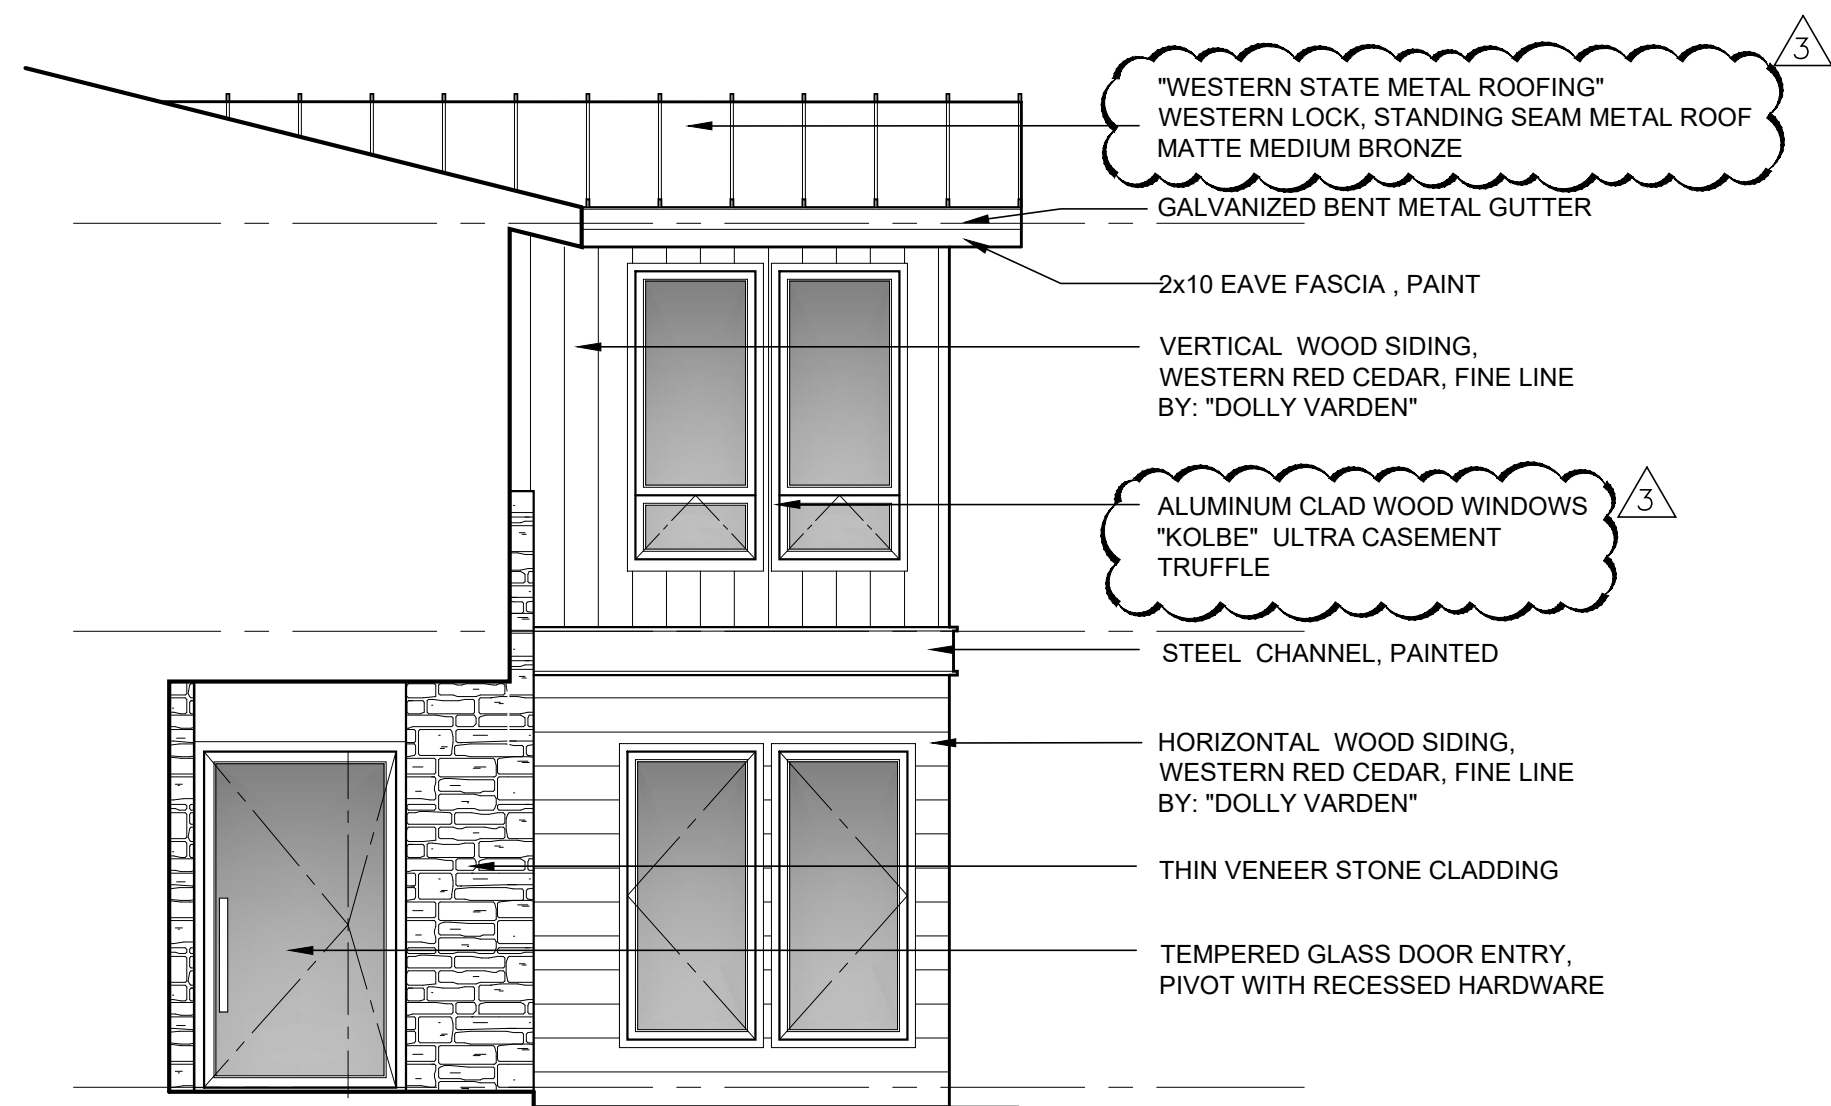 3
"WESTERN STATE METAL ROOFING"
WESTERN LOCK, STANDING SEAM METAL ROOF
MATTE MEDIUM BRONZE
GALVANIZED BENT METAL GUTTER
2x10 EAVE FASCIA , PAINT
VERTICAL WOOD SIDING,
WESTERN RED CEDAR, FINE LINE
BY: "DOLLY VARDEN"
3
ALUMINUM CLAD WOOD WINDOWS
"KOLBE" ULTRA CASEMENT
TRUFFLE
STEEL CHANNEL, PAINTED
HORIZONTAL WOOD SIDING,
WESTERN RED CEDAR, FINE LINE
BY: "DOLLY VARDEN"
THIN VENEER STONE CLADDING
TEMPERED GLASS DOOR ENTRY,
PIVOT WITH RECESSED HARDWARE